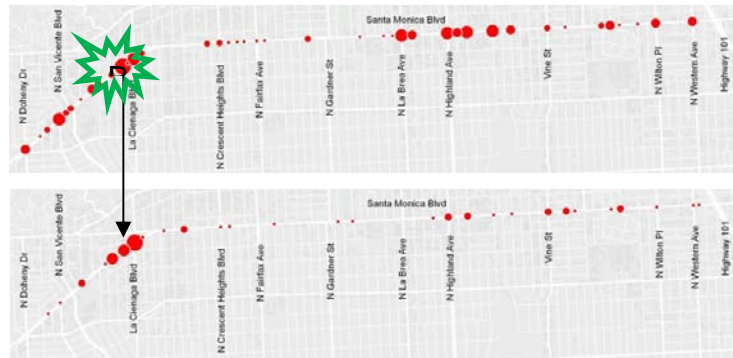 Santa Monica Blvd
N Doheny Dr
N San Vicente Blvd
La Cienaga Blvd
N Crescent Heights Blvd
N Fairfax Ave
N Gardner St
N La Brea Ave
N Highland Ave
Vine St
N Wilton Pl
N Western Ave
Highway 101
Santa Monica Blvd
N Doheny Dr
N San Vicente Blvd
La Cienaga Blvd
N Crescent Heights Blvd
N Fairfax Ave
N Gardner St
N La Brea Ave
N Highland Ave
Vine St
N Wilton Pl
N Western Ave
Highway 101